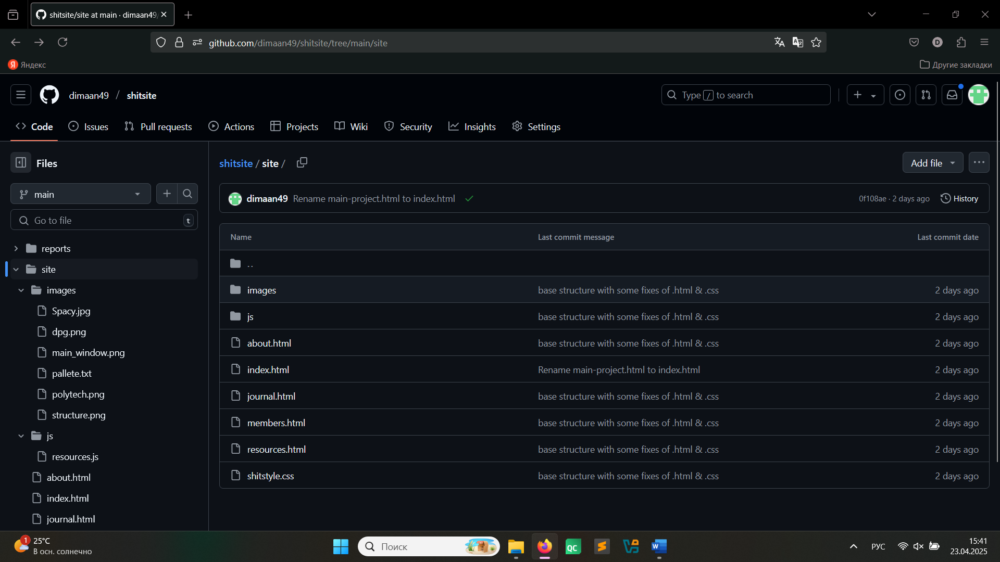 shitsite/site at main · dimaan49/
github.com/dimaan49/shitsite/tree/main/site
Яндекс
Другие закладки
dimaan49 / shitsite
Type / to search
Code
Issues
Pull requests
Actions
Projects
Wiki
Security
Insights
Settings
Files
main
Go to file
t
reports
site
images
Spacy.jpg
dpg.png
main_window.png
pallete.txt
polytech.png
structure.png
js
resources.js
about.html
index.html
journal.html
shitsite / site /
Add file
dimaan49 Rename main-project.html to index.html
0f108ae · 2 days ago
History
Name Last commit message Last commit date
..
images base structure with some fixes of .html & .css 2 days ago
js base structure with some fixes of .html & .css 2 days ago
about.html base structure with some fixes of .html & .css 2 days ago
index.html Rename main-project.html to index.html 2 days ago
journal.html base structure with some fixes of .html & .css 2 days ago
members.html base structure with some fixes of .html & .css 2 days ago
resources.html base structure with some fixes of .html & .css 2 days ago
shitstyle.css base structure with some fixes of .html & .css 2 days ago
1
25°C
В осн. солнечно
Поиск
QC
W
РУС
15:41
23.04.2025